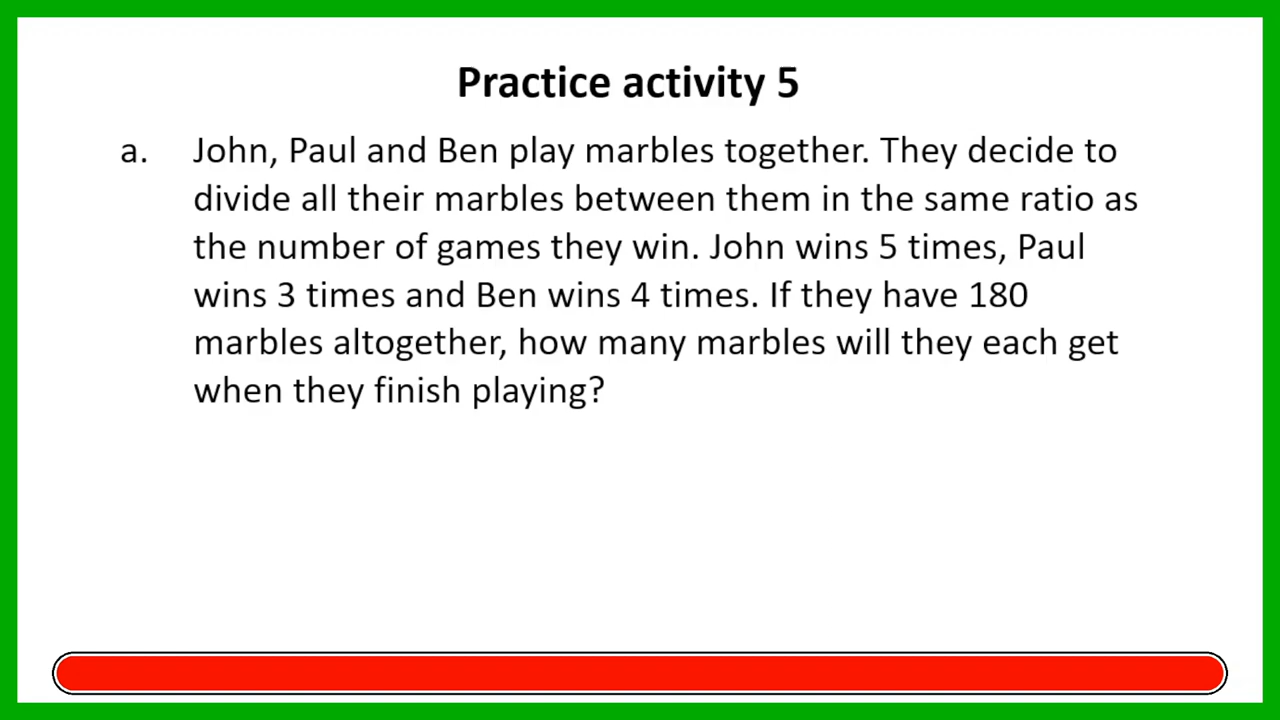 Practice activity 5
a. John, Paul and Ben play marbles together. They decide to
divide all their marbles between them in the same ratio as
the number of games they win. John wins 5 times, Paul
wins 3 times and Ben wins 4 times. If they have 180
marbles altogether, how many marbles will they each get
when they finish playing?